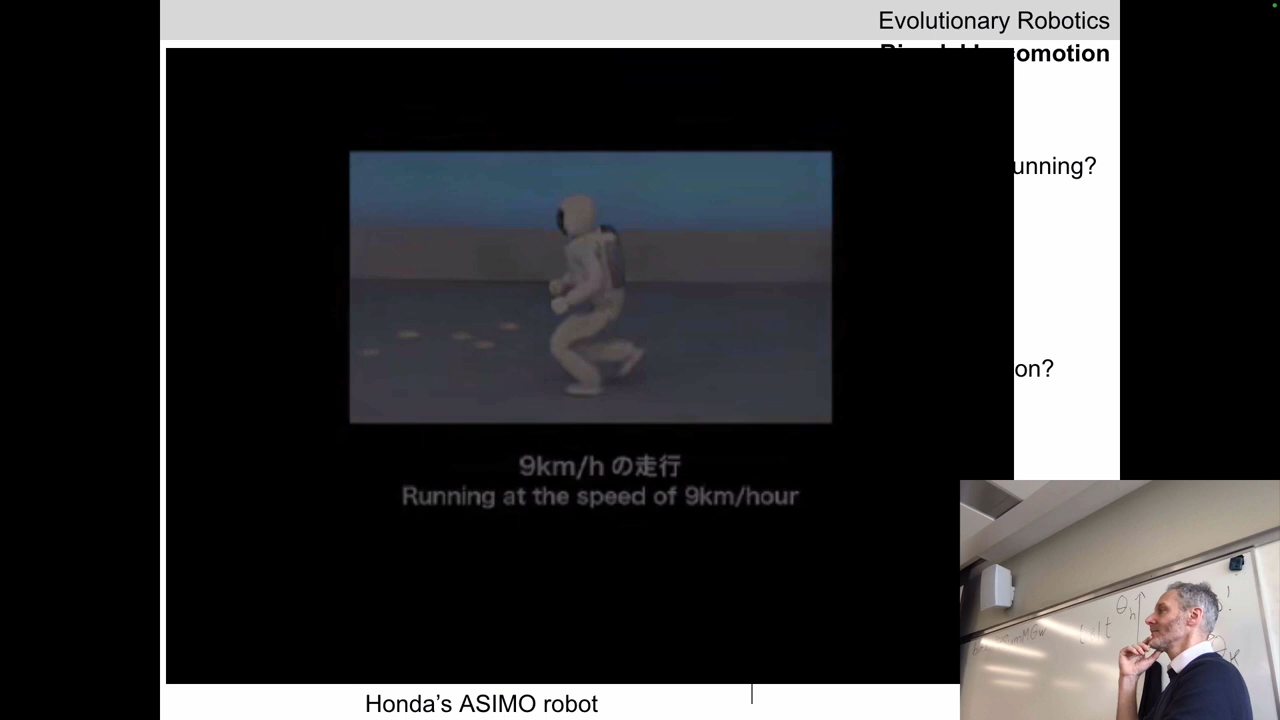 Evolutionary Robotics
omotion
unning?
on?
9km/h の走行
Running at the speed of 9km/hour
Honda's ASIMO robot
θh